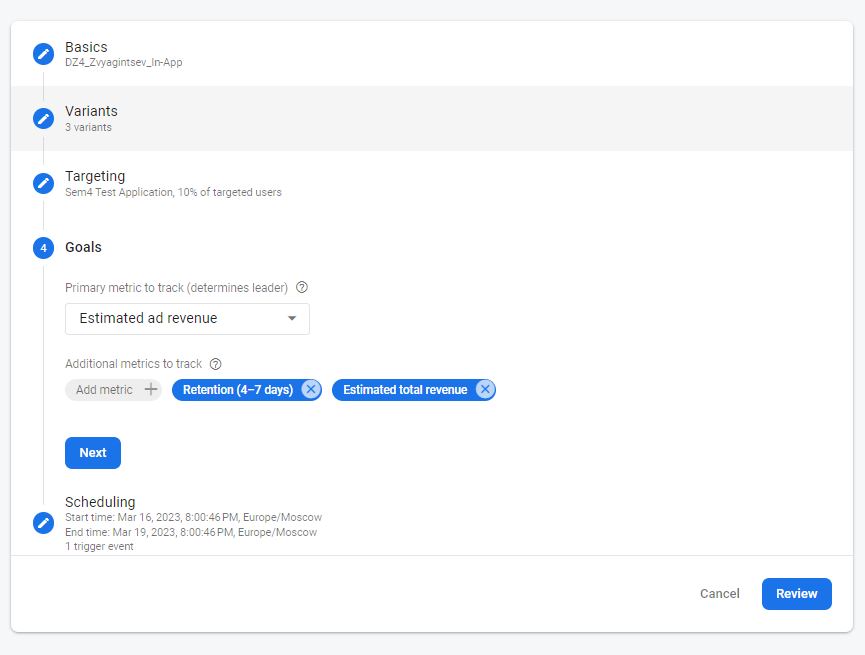 Basics
DZ4_Zvyagintsev_In-App
Variants
3 variants
Targeting
Sem4 Test Application, 10% of targeted users
4 Goals
Primary metric to track (determines leader) ?
Estimated ad revenue
Additional metrics to track ?
Add metric + Retention (4–7 days) Estimated total revenue
Next
Scheduling
Start time: Mar 16, 2023, 8:00:46 PM, Europe/Moscow
End time: Mar 19, 2023, 8:00:46 PM, Europe/Moscow
1 trigger event
Cancel Review